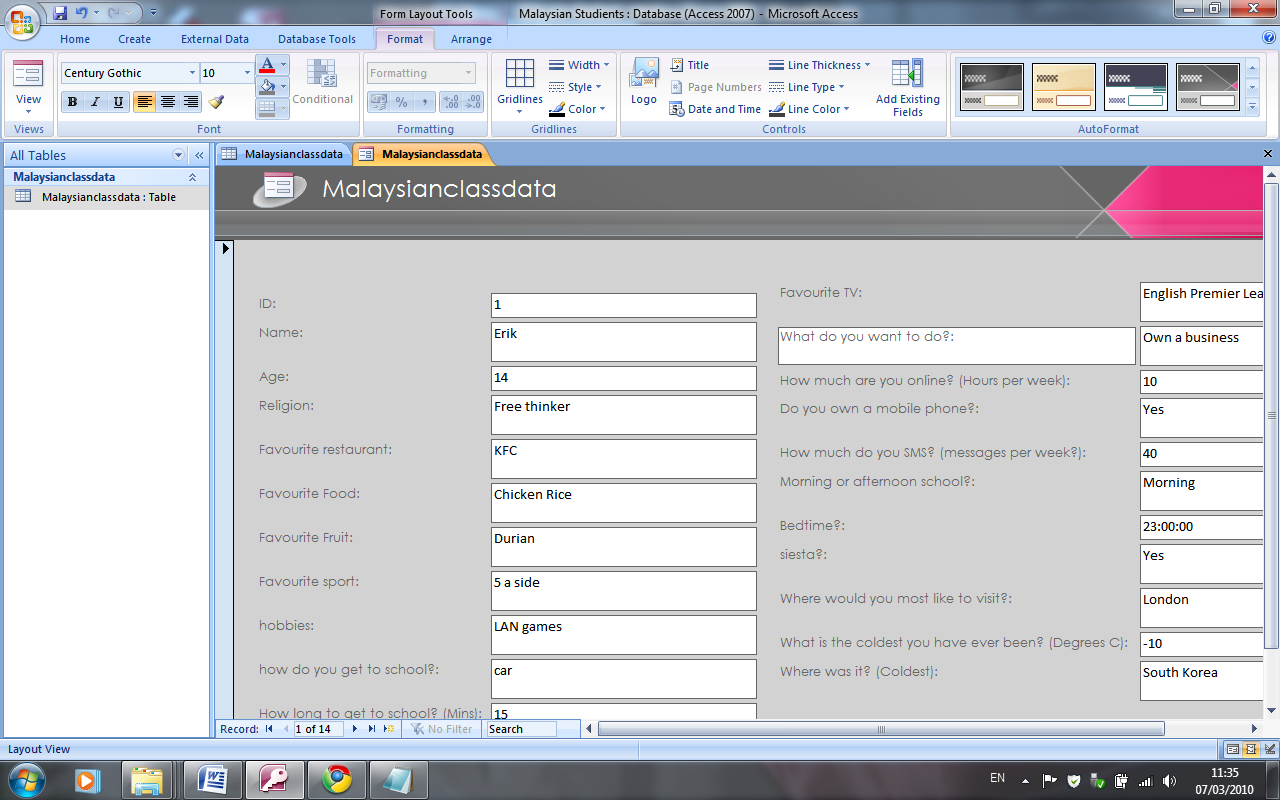 Form Layout Tools
Malaysian Studients : Database (Access 2007) - Microsoft Access
Home Create External Data Database Tools Format Arrange
View
Views
Century Gothic 10
B I U
A
Conditional
Font
Formatting
% ,
Formatting
Gridlines
Width
Style
Color
Gridlines
Logo
Title
Page Numbers
Date and Time
Line Thickness
Line Type
Line Color
Add Existing
Fields
Controls
AutoFormat
All Tables
Malaysianclassdata
Malaysianclassdata : Table
Malaysianclassdata
Malaysianclassdata
Malaysianclassdata
ID: 1
Name: Erik
Age: 14
Religion: Free thinker
Favourite restaurant: KFC
Favourite Food: Chicken Rice
Favourite Fruit: Durian
Favourite sport: 5 a side
hobbies: LAN games
how do you get to school?: car
How long to get to school? (Mins): 15
Favourite TV: English Premier Lea
What do you want to do?: Own a business
How much are you online? (Hours per week): 10
Do you own a mobile phone?: Yes
How much do you SMS? (messages per week?): 40
Morning or afternoon school?: Morning
Bedtime?: 23:00:00
siesta?: Yes
Where would you most like to visit?: London
What is the coldest you have ever been? (Degrees C): -10
Where was it? (Coldest): South Korea
Record: 1 of 14 No Filter Search
Layout View
EN
11:35
07/03/2010